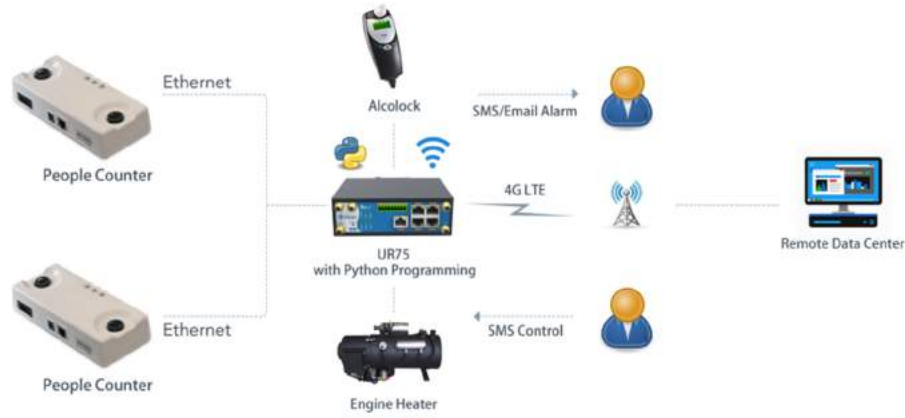 Ethernet
People Counter
Alcolock
SMS/Email Alarm
4G LTE
UR75
with Python Programming
Remote Data Center
Ethernet
People Counter
SMS Control
Engine Heater